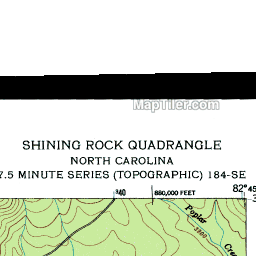 MapTiler.com
SHINING ROCK QUADRANGLE
NORTH CAROLINA
7.5 MINUTE SERIES (TOPOGRAPHIC) 184-SE
340
880,000 FEET
82° 45
Poplar
3800